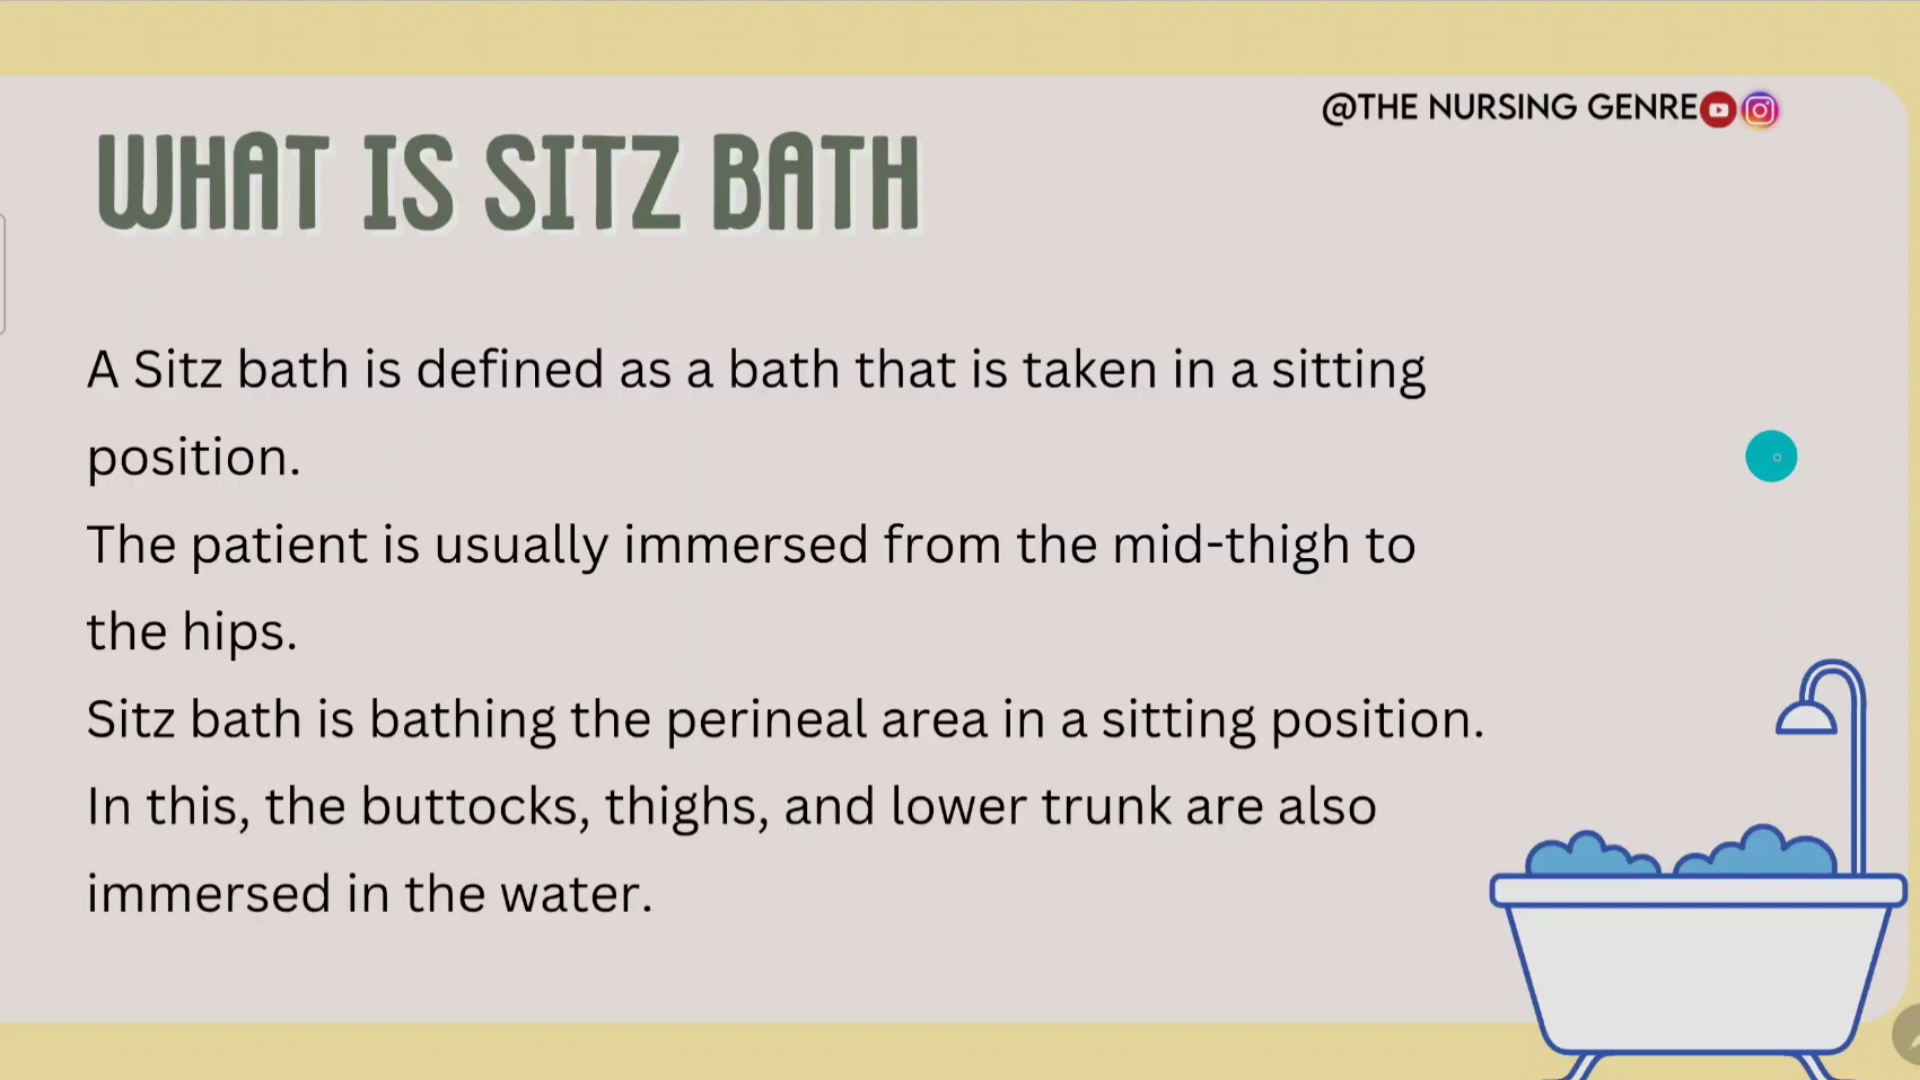 @THE NURSING GENRE
WHAT IS SITZ BATH
A Sitz bath is defined as a bath that is taken in a sitting
position.
The patient is usually immersed from the mid-thigh to
the hips.
Sitz bath is bathing the perineal area in a sitting position.
In this, the buttocks, thighs, and lower trunk are also
immersed in the water.